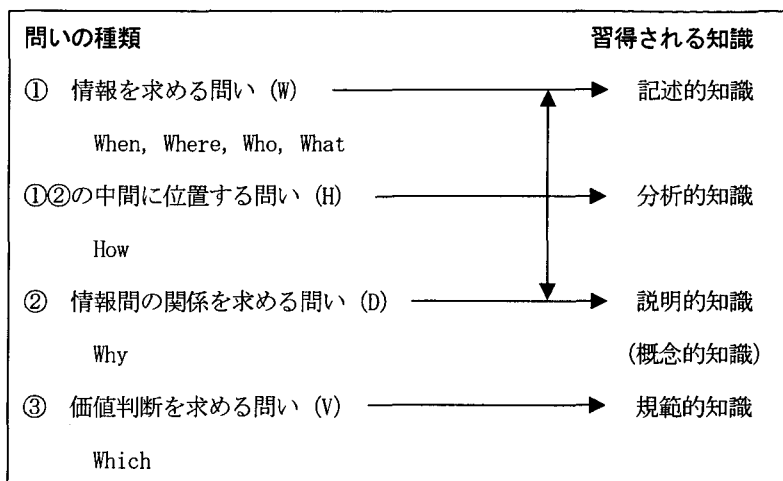 問いの種類 習得される知識
① 情報を求める問い (W) 記述的知識
When, Where, Who, What
①②の中間に位置する問い (H) 分析的知識
How
② 情報間の関係を求める問い (D) 説明的知識
Why (概念的知識)
③ 価値判断を求める問い (V) 規範的知識
Which